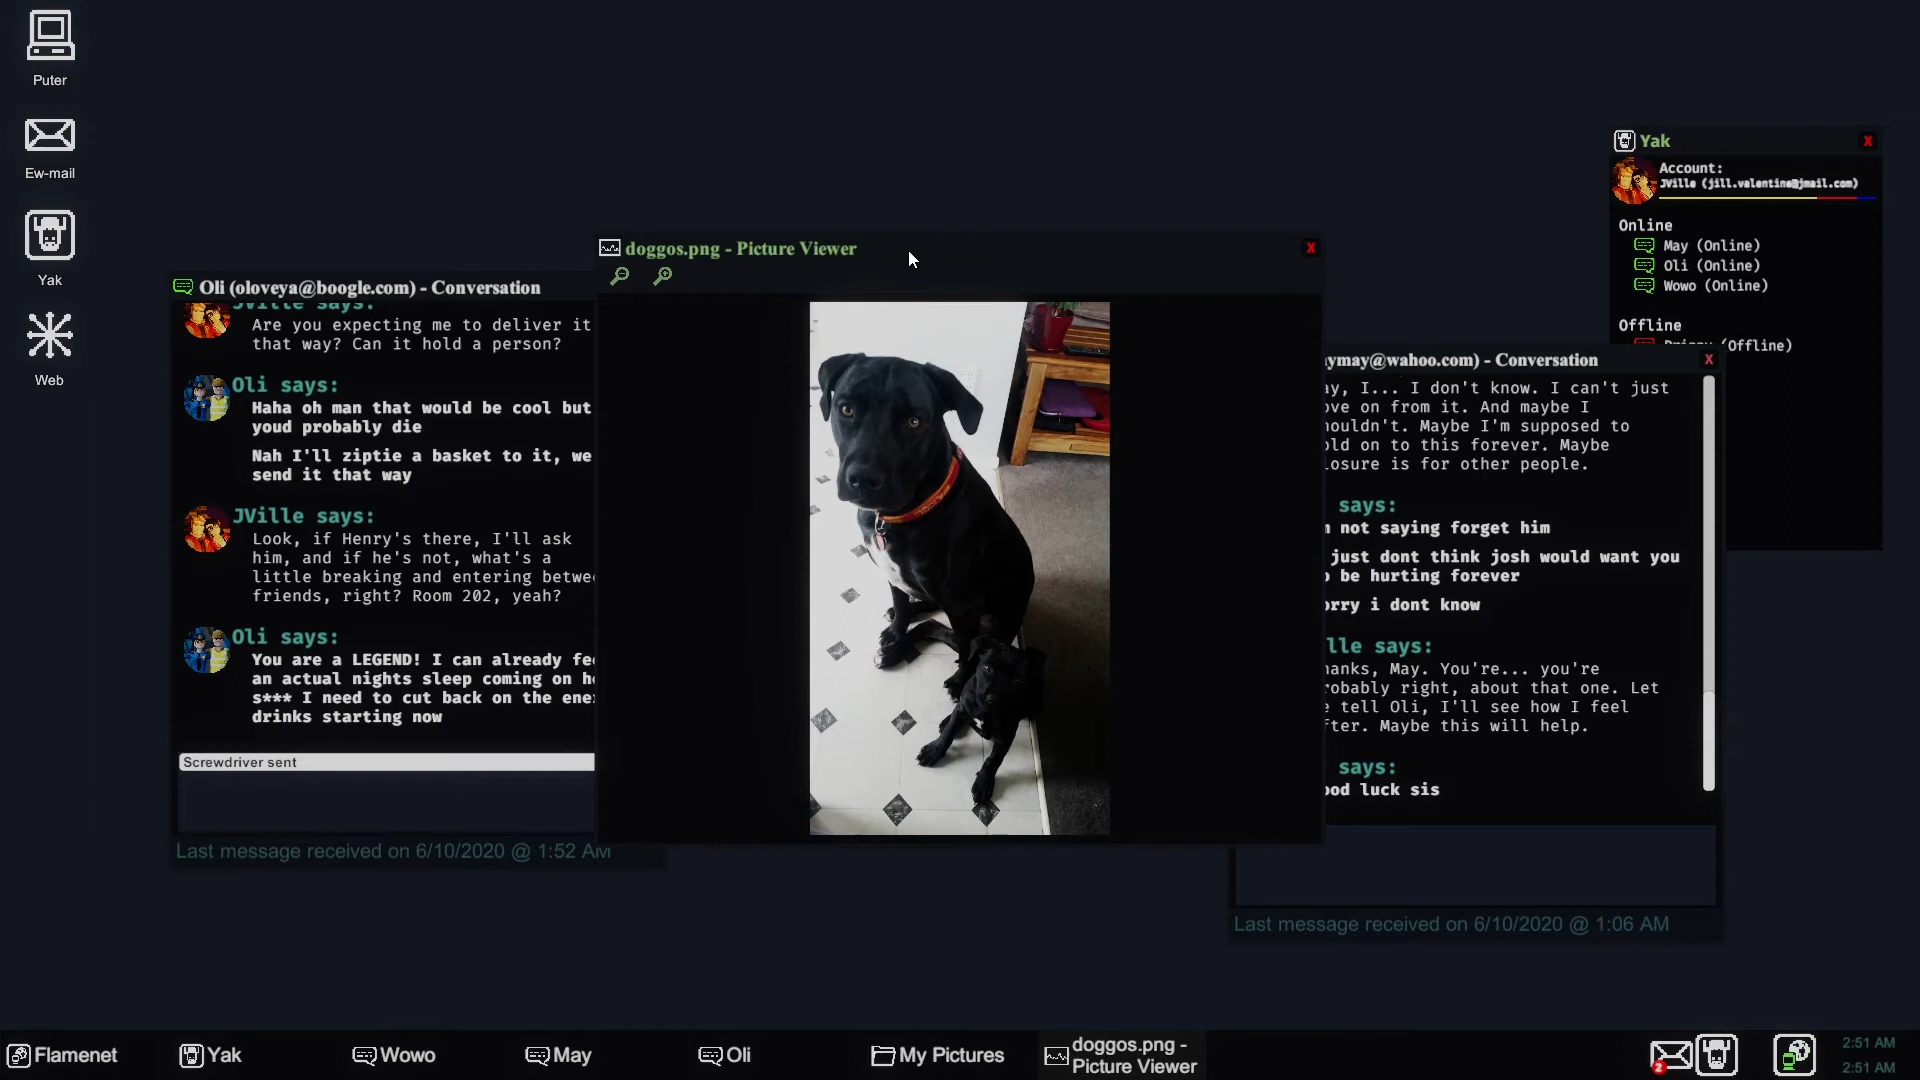 Puter
Ew-mail
Yak
Web
Oli (oloveya@boogle.com) - Conversation
JVille says:
Are you expecting me to deliver it
that way? Can it hold a person?
Oli says:
Haha oh man that would be cool but
youd probably die
Nah I'll ziptie a basket to it, we
send it that way
JVille says:
Look, if Henry's there, I'll ask
him, and if he's not, what's a
little breaking and entering betwe
friends, right? Room 202, yeah?
Oli says:
You are a LEGEND! I can already fe
an actual nights sleep coming on h
s*** I need to cut back on the ene
drinks starting now
Screwdriver sent
Last message received on 6/10/2020 @ 1:52 AM
doggos.png - Picture Viewer
X
Yak
X
Account:
JVille (jill.valentine@jmail.com)
Online
May (Online)
Oli (Online)
Wowo (Online)
Offline
(Offline)
ymay@wahoo.com) - Conversation
X
ay, I... I don't know. I can't just
ove on from it. And maybe I
houldn't. Maybe I'm supposed to
old on to this forever. Maybe
losure is for other people.
says:
not saying forget him
just dont think josh would want you
be hurting forever
orry i dont know
lle says:
hanks, May. You're... you're
robably right, about that one. Let
e tell Oli, I'll see how I feel
fter. Maybe this will help.
says:
ood luck sis
Last message received on 6/10/2020 @ 1:06 AM
Flamenet
Yak
Wowo
May
Oli
My Pictures
doggos.png -
Picture Viewer
2
2:51 AM
2:51 AM